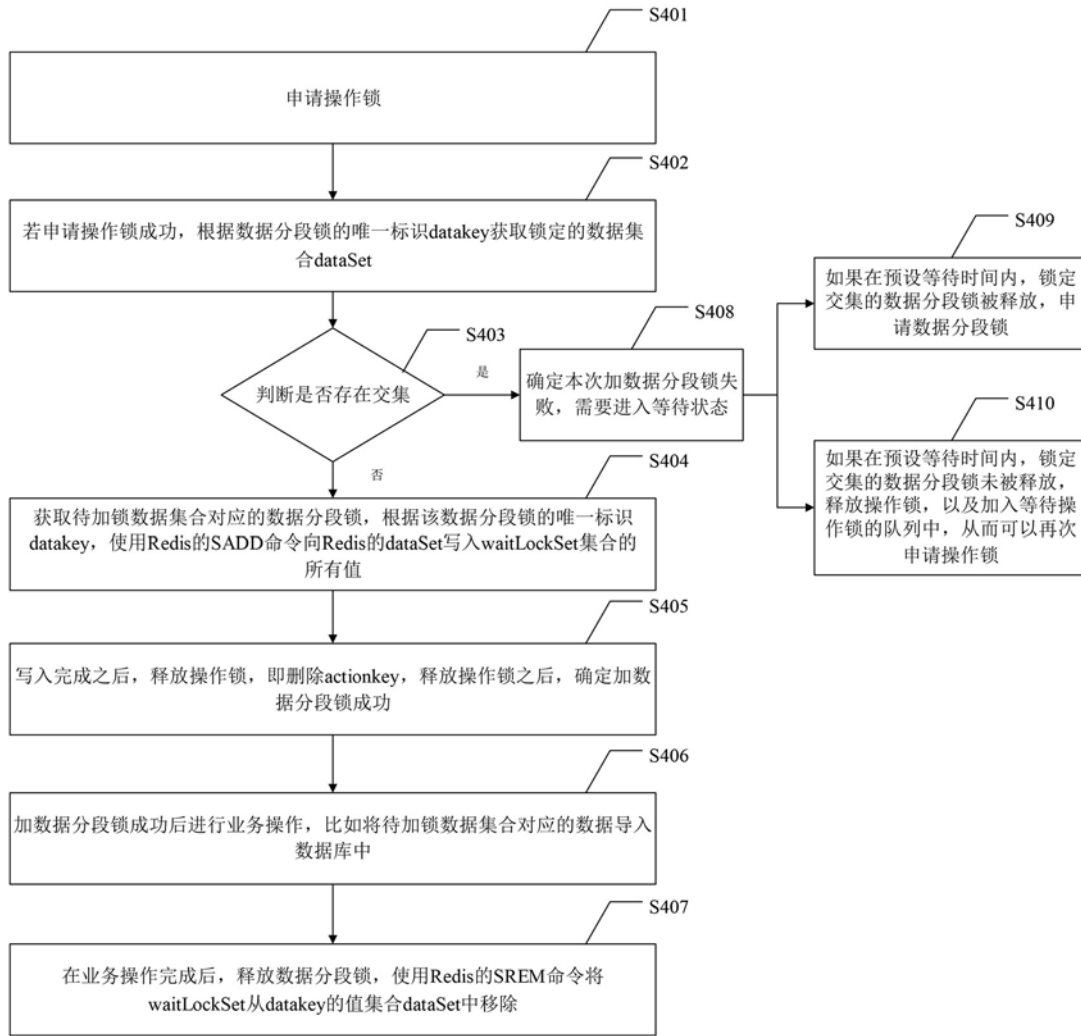 S401
申请操作锁
S402
若申请操作锁成功，根据数据分段锁的唯一标识datakey获取锁定的数据集
合dataSet
S403
判断是否存在交集
是
否
S408
确定本次加数据分段锁失
败，需要进入等待状态
S409
如果在预设等待时间内，锁定
交集的数据分段锁被释放，申
请数据分段锁
S410
如果在预设等待时间内，锁定
交集的数据分段锁未被释放，
释放操作锁，以及加入等待操
作锁的队列中，从而可以再次
申请操作锁
S404
获取待加锁数据集合对应的数据分段锁，根据该数据分段锁的唯一标识
datakey，使用Redis的SADD命令向Redis的dataSet写入waitLockSet集合的
所有值
S405
写入完成之后，释放操作锁，即删除actionkey，释放操作锁之后，确定加数
据分段锁成功
S406
加数据分段锁成功后进行业务操作，比如将待加锁数据集合对应的数据导入
数据库中
S407
在业务操作完成后，释放数据分段锁，使用Redis的SREM命令将
waitLockSet从datakey的值集合dataSet中移除